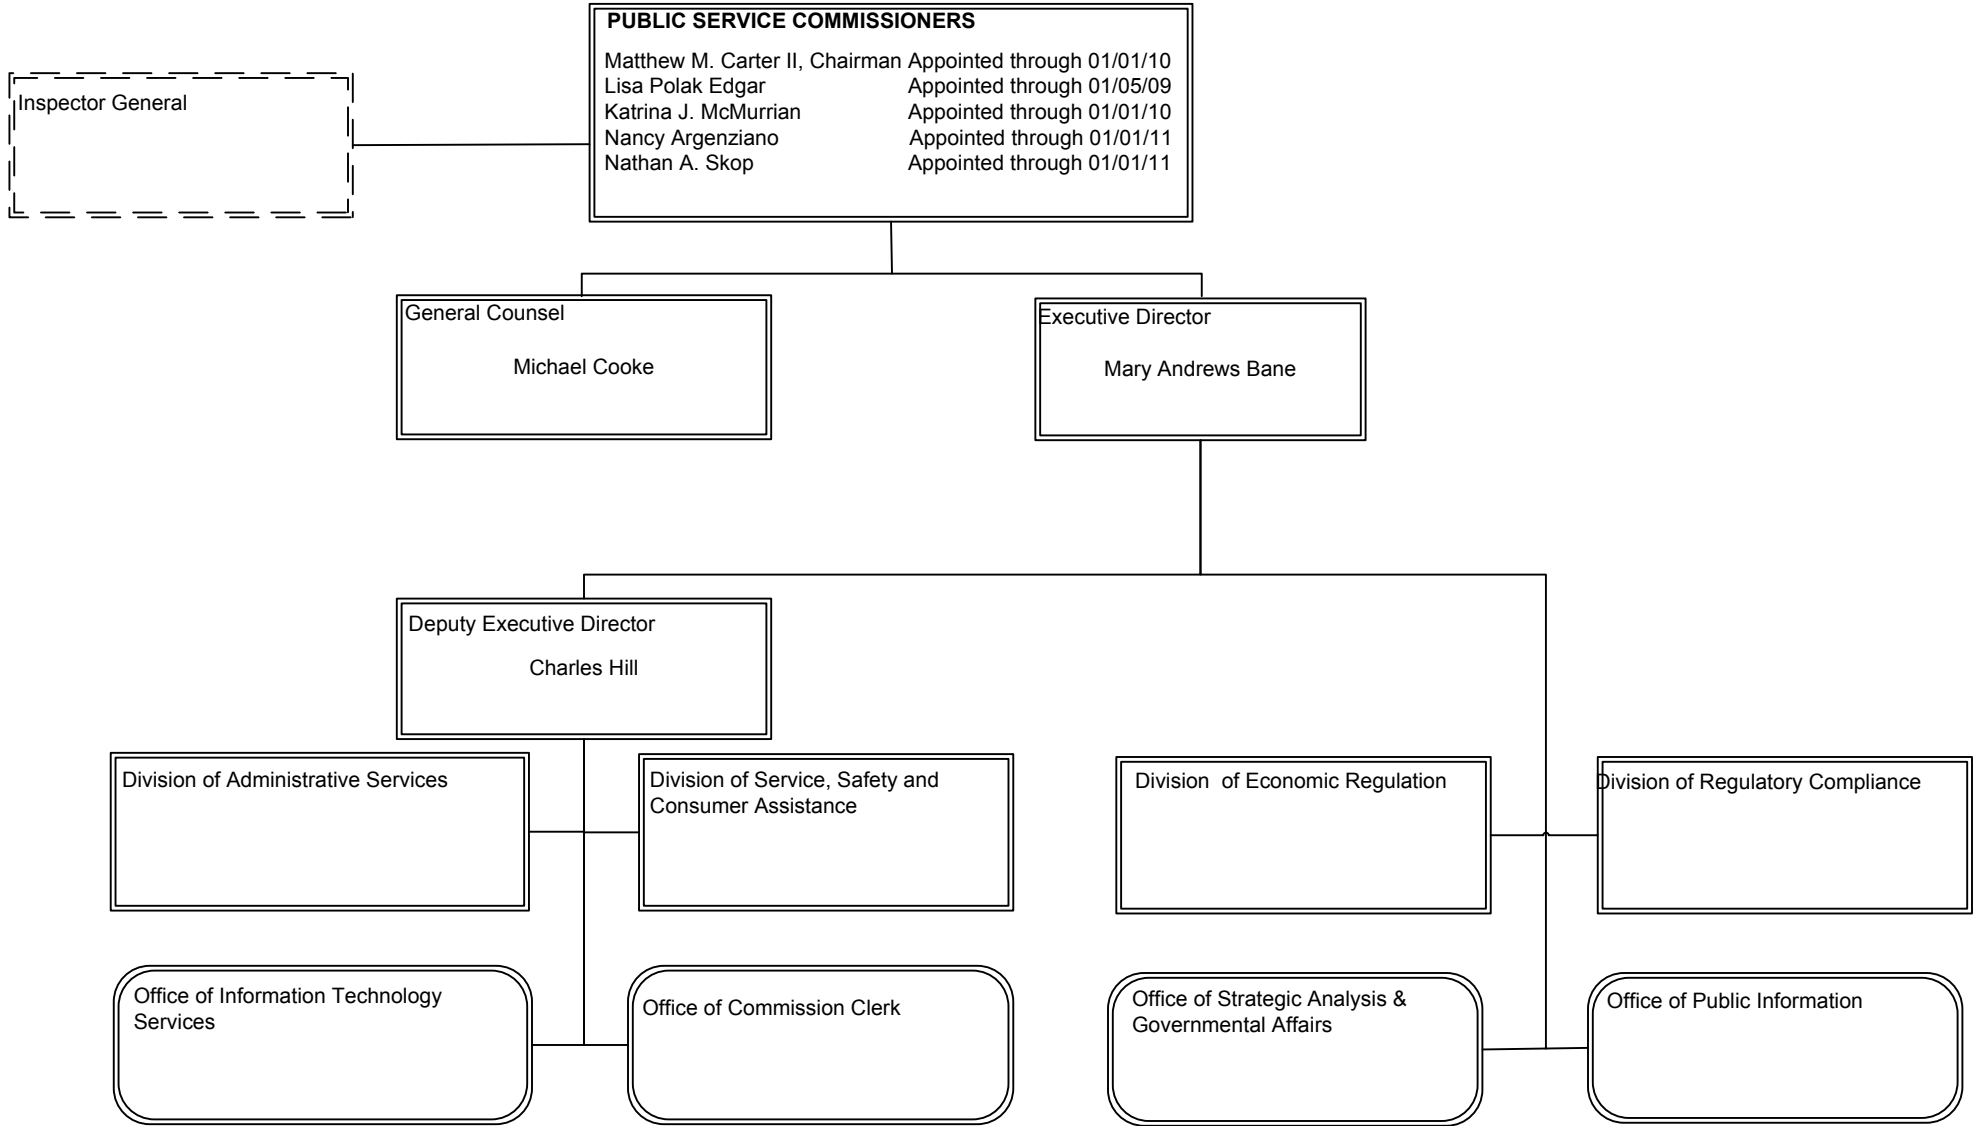 PUBLIC SERVICE COMMISSIONERS
Matthew M. Carter II, Chairman Appointed through 01/01/10
Lisa Polak Edgar Appointed through 01/05/09
Katrina J. McMurrian Appointed through 01/01/10
Nancy Argenziano Appointed through 01/01/11
Nathan A. Skop Appointed through 01/01/11
Inspector General
General Counsel
Michael Cooke
Executive Director
Mary Andrews Bane
Deputy Executive Director
Charles Hill
Division of Administrative Services
Division of Service, Safety and
Consumer Assistance
Division of Economic Regulation
Division of Regulatory Compliance
Office of Information Technology
Services
Office of Commission Clerk
Office of Strategic Analysis &
Governmental Affairs
Office of Public Information